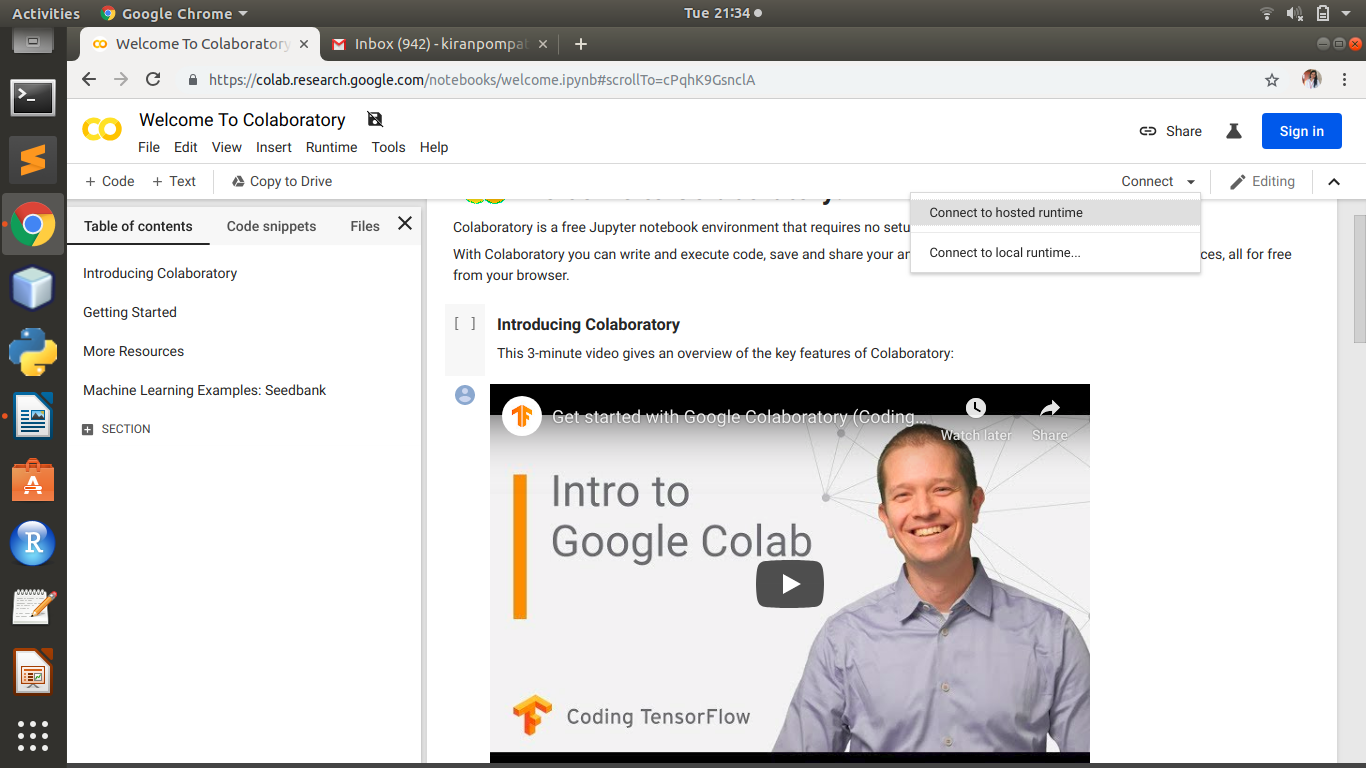 Activities Google Chrome Tue 21:34
Welcome To Colaboratory Inbox (942) - kiranpompa
https://colab.research.google.com/notebooks/welcome.ipynb#scrollTo=cPqhK9GsnclA
Welcome To Colaboratory
Share Sign in
File Edit View Insert Runtime Tools Help
+ Code + Text Copy to Drive Connect Editing
Connect to hosted runtime
Connect to local runtime...
Table of contents Code snippets Files
Introducing Colaboratory
Getting Started
More Resources
Machine Learning Examples: Seedbank
SECTION
Colaboratory is a free Jupyter notebook environment that requires no setu
With Colaboratory you can write and execute code, save and share your an ces, all for free
from your browser.
[ ] Introducing Colaboratory
This 3-minute video gives an overview of the key features of Colaboratory:
Get started with Google Colaboratory (Coding...
Watch later Share
Intro to
Google Colab
Coding TensorFlow